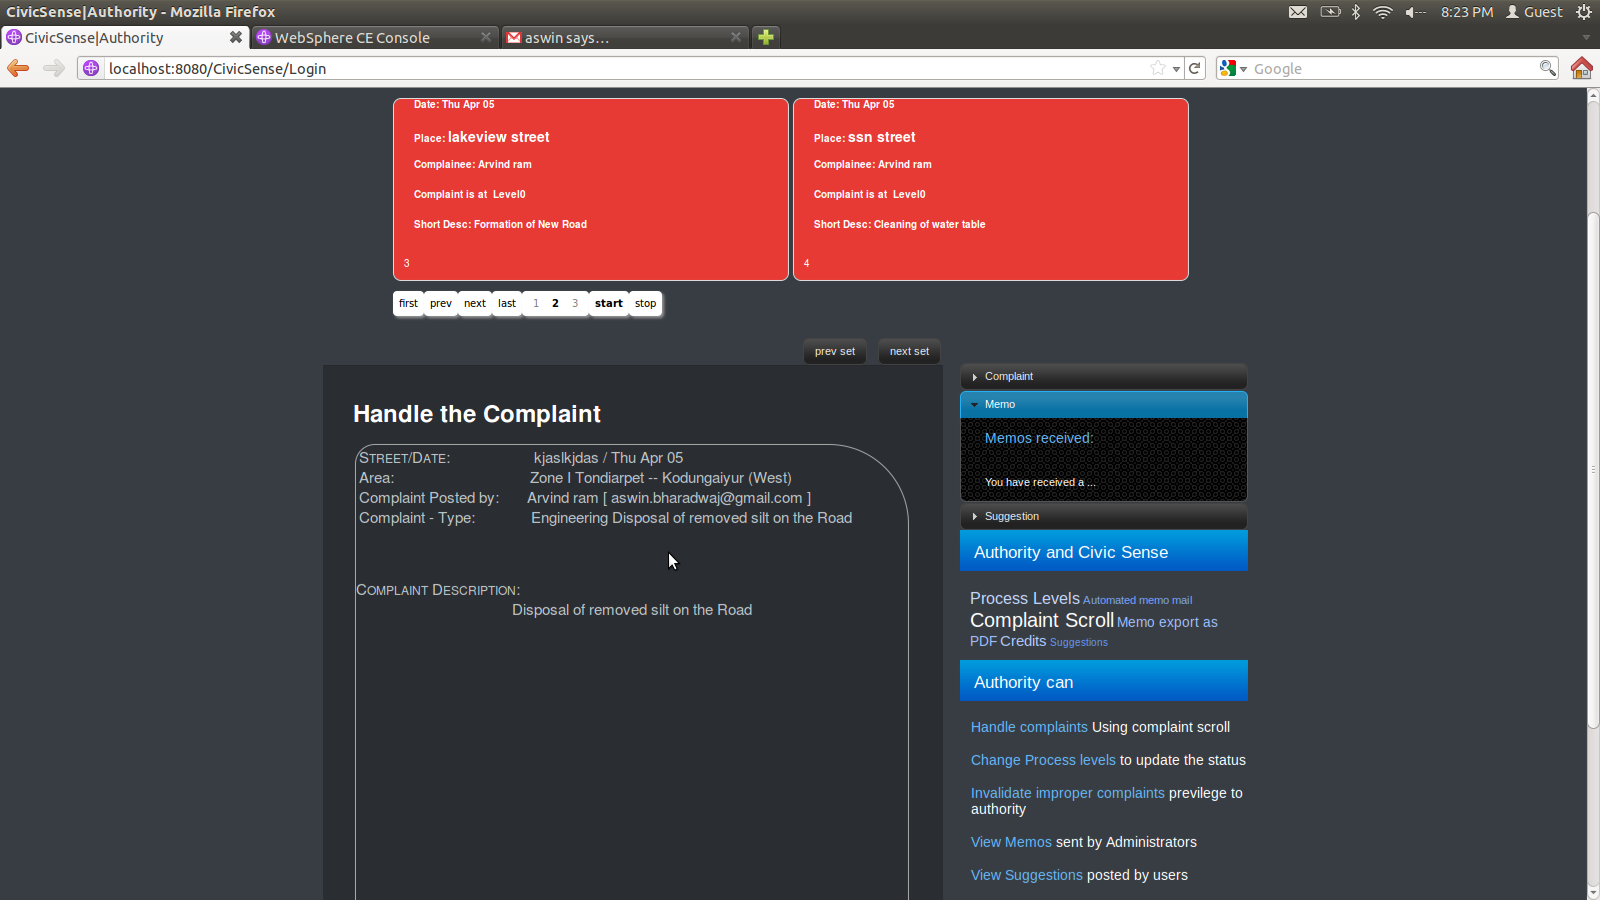 CivicSense|Authority - Mozilla Firefox
8:23 PM Guest
CivicSense|Authority
WebSphere CE Console
aswin says...
localhost:8080/CivicSense/Login
Google
Date: Thu Apr 05
Place: lakeview street
Complainee: Arvind ram
Complaint is at Level0
Short Desc: Formation of New Road
3
Date: Thu Apr 05
Place: ssn street
Complainee: Arvind ram
Complaint is at Level0
Short Desc: Cleaning of water table
4
first prev next last 1 2 3 start stop
prev set next set
Handle the Complaint
STREET/DATE: kjaslkjdas / Thu Apr 05
Area: Zone I Tondiarpet -- Kodungaiyur (West)
Complaint Posted by: Arvind ram [ aswin.bharadwaj@gmail.com ]
Complaint - Type: Engineering Disposal of removed silt on the Road
COMPLAINT DESCRIPTION:
Disposal of removed silt on the Road
Complaint
Memo
Memos received:
You have received a ...
Suggestion
Authority and Civic Sense
Process Levels Automated memo mail
Complaint Scroll Memo export as
PDF Credits Suggestions
Authority can
Handle complaints Using complaint scroll
Change Process levels to update the status
Invalidate improper complaints previlege to
authority
View Memos sent by Administrators
View Suggestions posted by users